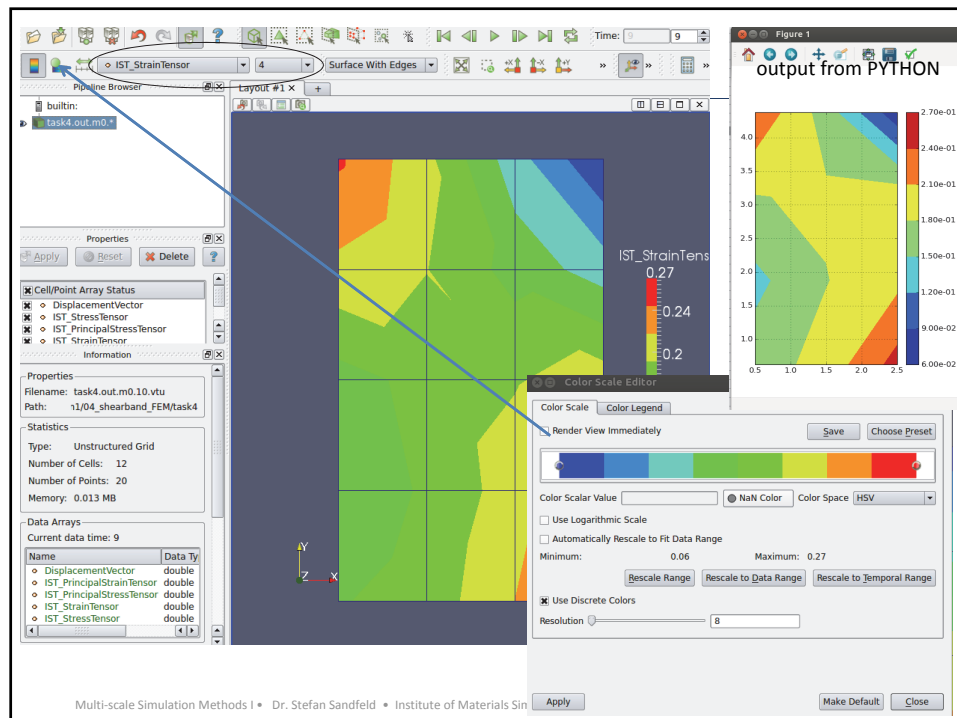 Time: 9 9
IST_StrainTensor 4 Surface With Edges » »
Pipeline Browser
builtin:
task4.out.m0.*
Layout #1 × +
Properties
Apply Reset Delete ?
Cell/Point Array Status
DisplacementVector
IST_StressTensor
IST_PrincipalStressTensor
IST_StrainTensor
Information
Properties
Filename: task4.out.m0.10.vtu
Path: n1/04_shearband_FEM/task4
Statistics
Type: Unstructured Grid
Number of Cells: 12
Number of Points: 20
Memory: 0.013 MB
Data Arrays
Current data time: 9
Name Data Ty
DisplacementVector double
IST_PrincipalStrainTensor double
IST_PrincipalStressTensor double
IST_StrainTensor double
IST_StressTensor double
Y
Z X
IST_StrainTens
0.27
0.24
0.2
Figure 1
output from PYTHON
4.0
3.5
3.0
2.5
2.0
1.5
1.0
0.5 1.0 1.5 2.0 2.5
2.70e-01
2.40e-01
2.10e-01
1.80e-01
1.50e-01
1.20e-01
9.00e-02
6.00e-02
Color Scale Editor
Color Scale Color Legend
Render View Immediately Save Choose Preset
Color Scalar Value NaN Color Color Space HSV
Use Logarithmic Scale
Automatically Rescale to Fit Data Range
Minimum: 0.06 Maximum: 0.27
Rescale Range Rescale to Data Range Rescale to Temporal Range
Use Discrete Colors
Resolution 8
Apply Make Default Close
Multi-scale Simulation Methods I • Dr. Stefan Sandfeld • Institute of Materials Sim